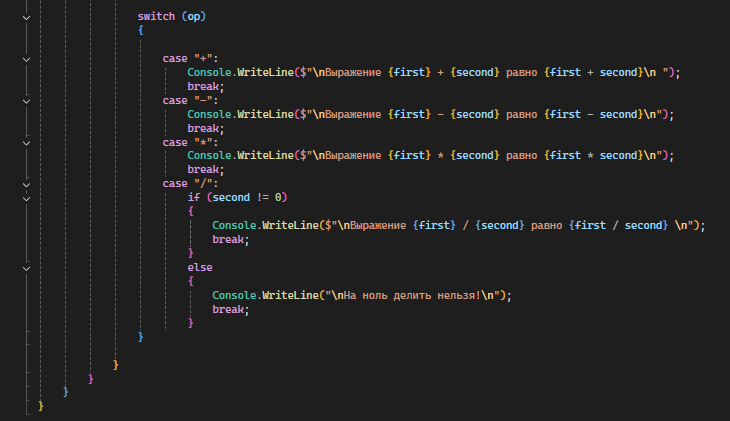 switch (op)
{
case "+":
Console.WriteLine($"\nВыражение {first} + {second} равно {first + second}\n ");
break;
case "-":
Console.WriteLine($"\nВыражение {first} - {second} равно {first - second}\n");
break;
case "*":
Console.WriteLine($"\nВыражение {first} * {second} равно {first * second}\n");
break;
case "/":
if (second != 0)
{
Console.WriteLine($"\nВыражение {first} / {second} равно {first / second} \n");
break;
}
else
{
Console.WriteLine("\nНа ноль делить нельзя!\n");
break;
}
}
}
}
}
}